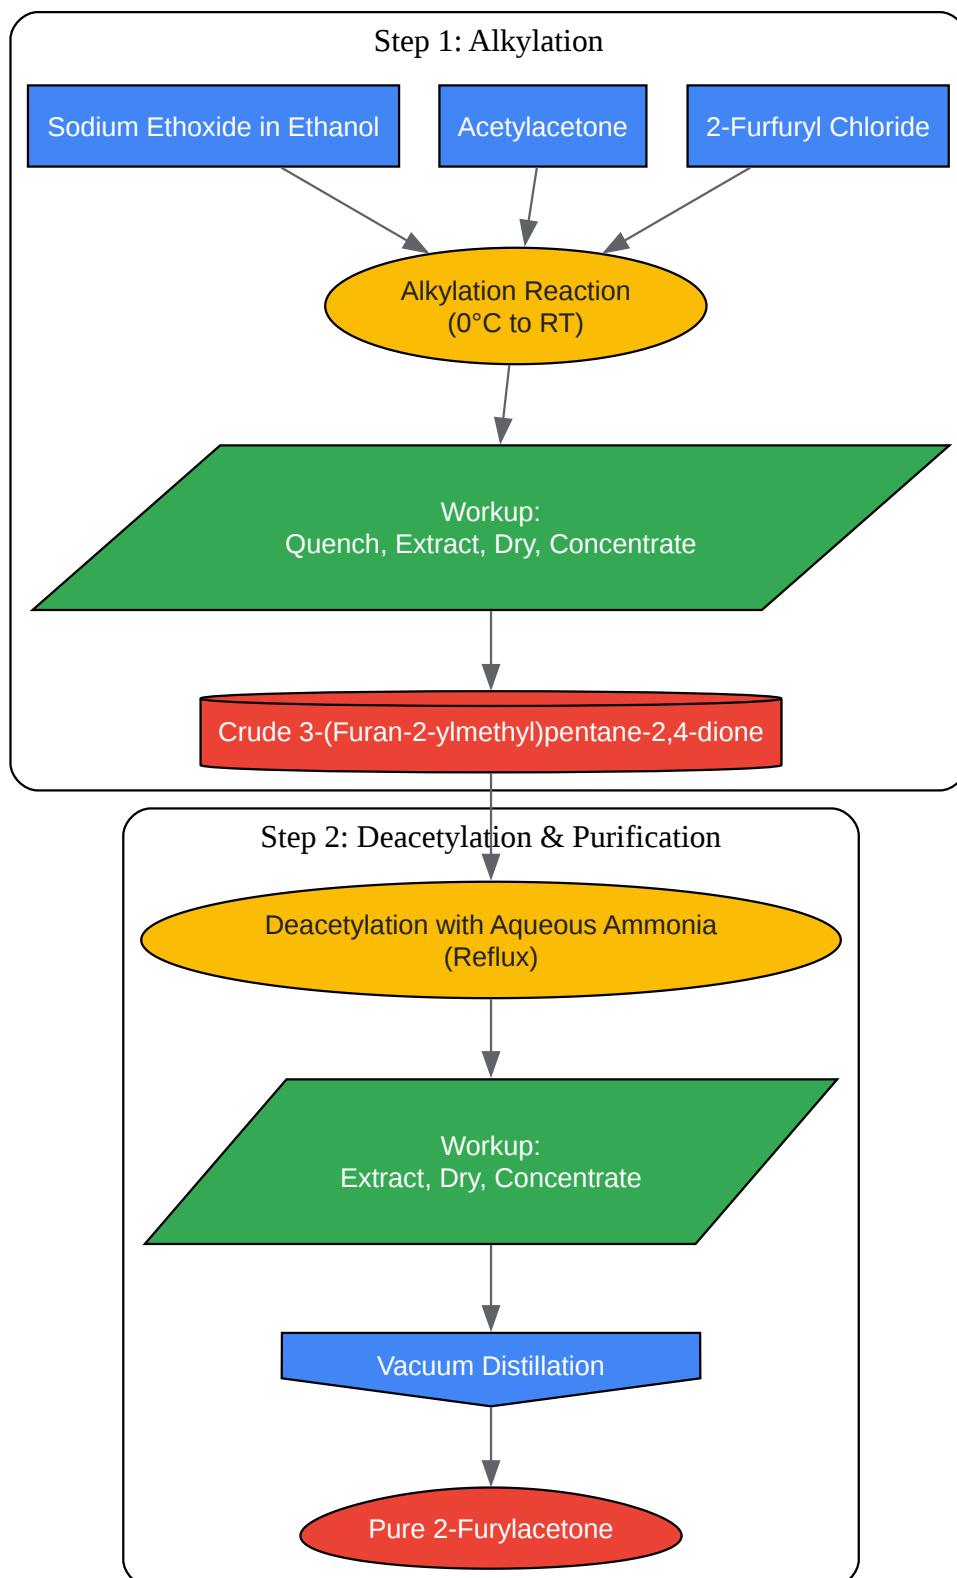 Step 1: Alkylation
Sodium Ethoxide in Ethanol
Acetylacetone
2-Furfuryl Chloride
Alkylation Reaction
(0°C to RT)
Workup:
Quench, Extract, Dry, Concentrate
Crude 3-(Furan-2-ylmethyl)pentane-2,4-dione
Step 2: Deacetylation & Purification
Deacetylation with Aqueous Ammonia
(Reflux)
Workup:
Extract, Dry, Concentrate
Vacuum Distillation
Pure 2-Furylacetone